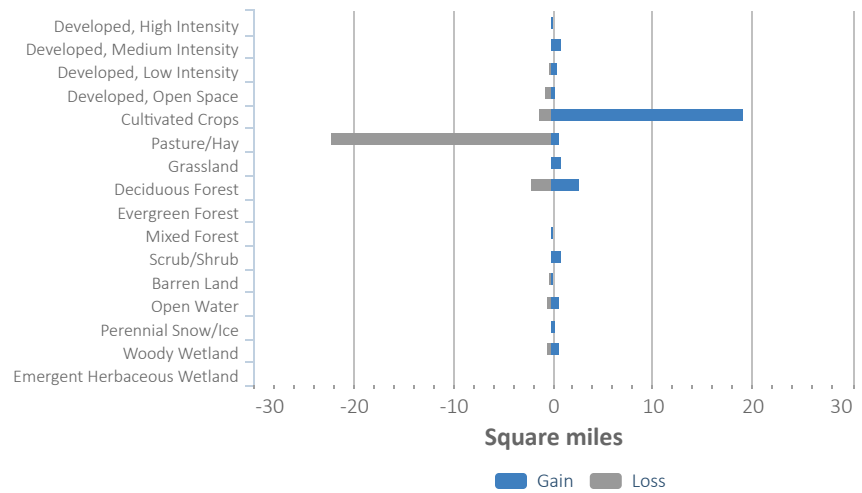 Developed, High Intensity
Developed, Medium Intensity
Developed, Low Intensity
Developed, Open Space
Cultivated Crops
Pasture/Hay
Grassland
Deciduous Forest
Evergreen Forest
Mixed Forest
Scrub/Shrub
Barren Land
Open Water
Perennial Snow/Ice
Woody Wetland
Emergent Herbaceous Wetland
-30 -20 -10 0 10 20 30
Square miles
Gain Loss